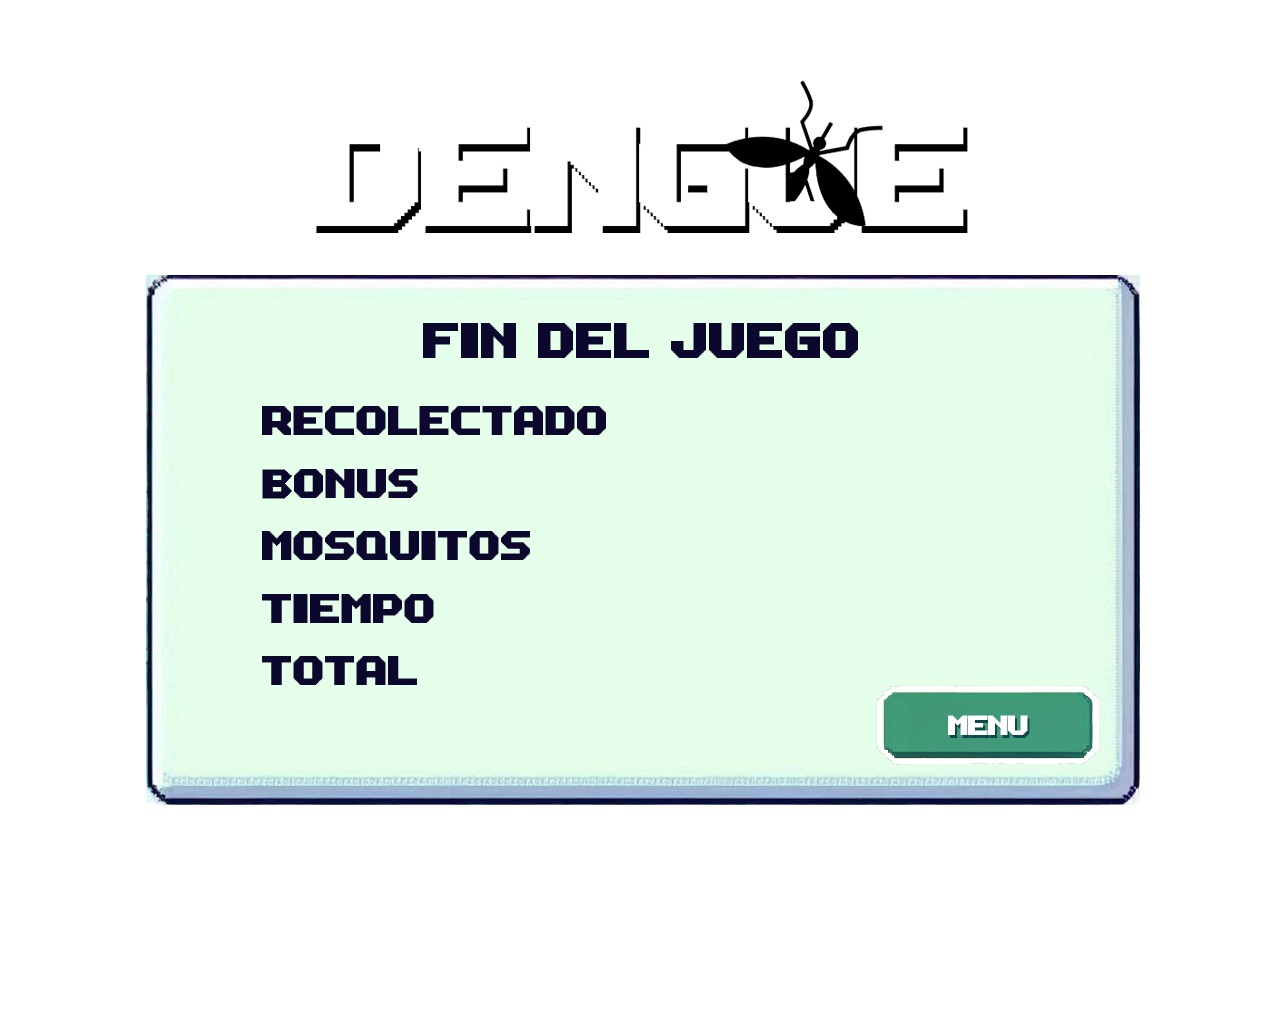 DENGUE
FIN DEL JUEGO
RECOLECTADO
BONUS
MOSQUITOS
TIEMPO
TOTAL
MENU